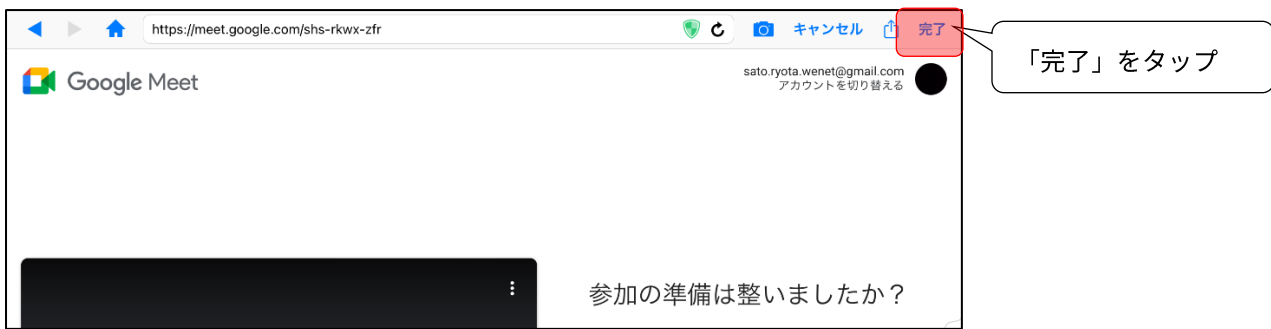 https://meet.google.com/shs-rkwx-zfr
キャンセル
完了
「完了」をタップ
Google Meet
sato.ryota.wenet@gmail.com
アカウントを切り替える
参加の準備は整いましたか？